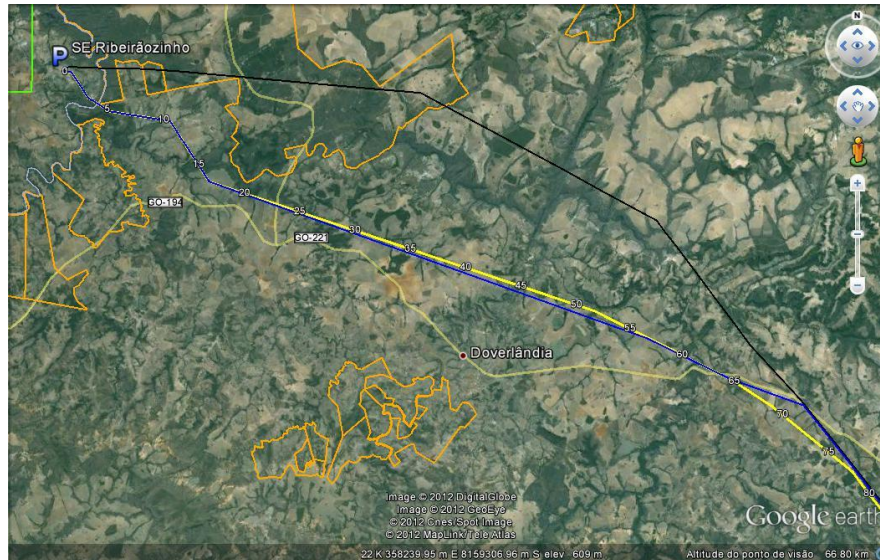 N
SE Ribeirãozinho
0
5
10
15
20
GO-194
25
30
GO-221
35
40
45
50
55
Doverlândia
60
65
70
75
80
Image © 2012 DigitalGlobe
Image © 2012 GeoEye
© 2012 Cnes/Spot Image
© 2012 MapLink/Tele Atlas
Google earth
22 K 358239.95 m E 8159306.96 m S elev 609 m
Altitude do ponto de visão 66.80 km